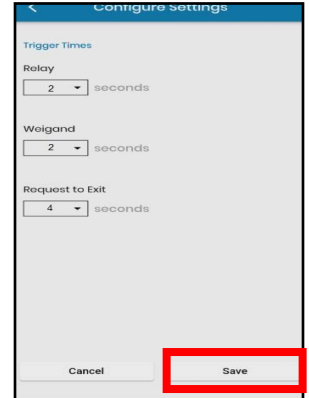 Configure Settings
Trigger Times
Relay
2 seconds
Weigand
2 seconds
Request to Exit
4 seconds
Cancel Save